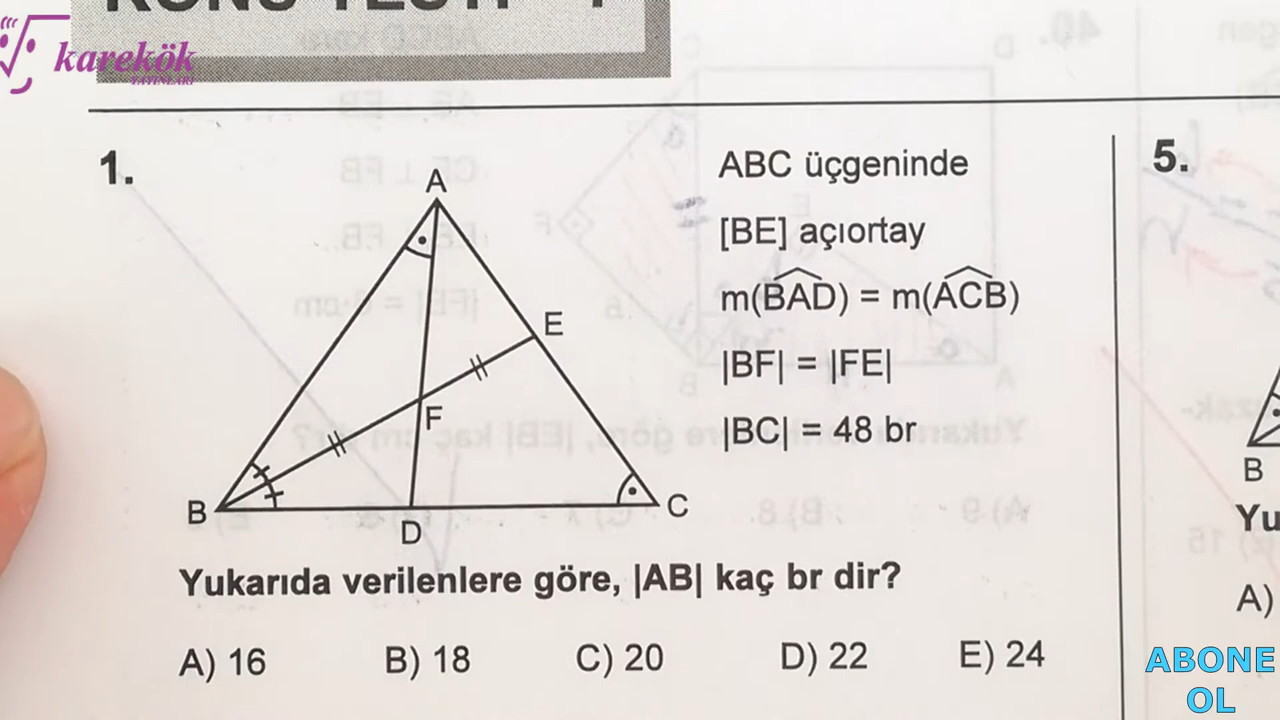 karekök
YAYINLARI
1.
A
E
F
B
D
C
ABC üçgeninde
[BE] açıortay
m(BAD) = m(ACB)
|BF| = |FE|
|BC| = 48 br
Yukarıda verilenlere göre, |AB| kaç br dir?
A) 16 B) 18 C) 20 D) 22 E) 24
5.
B
Yu
A)
ABONE
OL